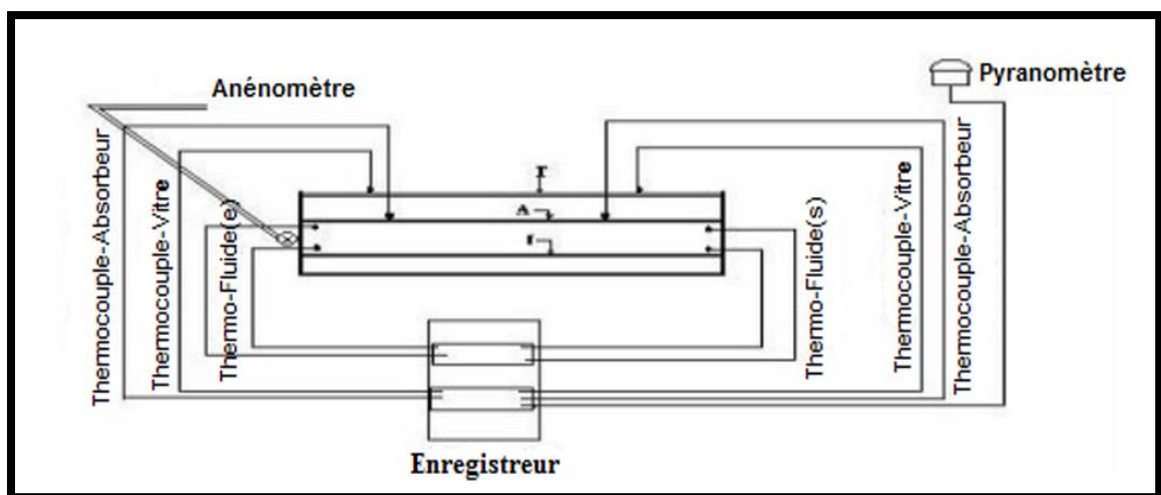 Anénomètre
Pyranomètre
Thermocouple-Absorbeur
Thermocouple-Vitre
Thermo-Fluide(e)
T
A
f
Thermo-Fluide(s)
Thermocouple-Vitre
Thermocouple-Absorbeur
Enregistreur